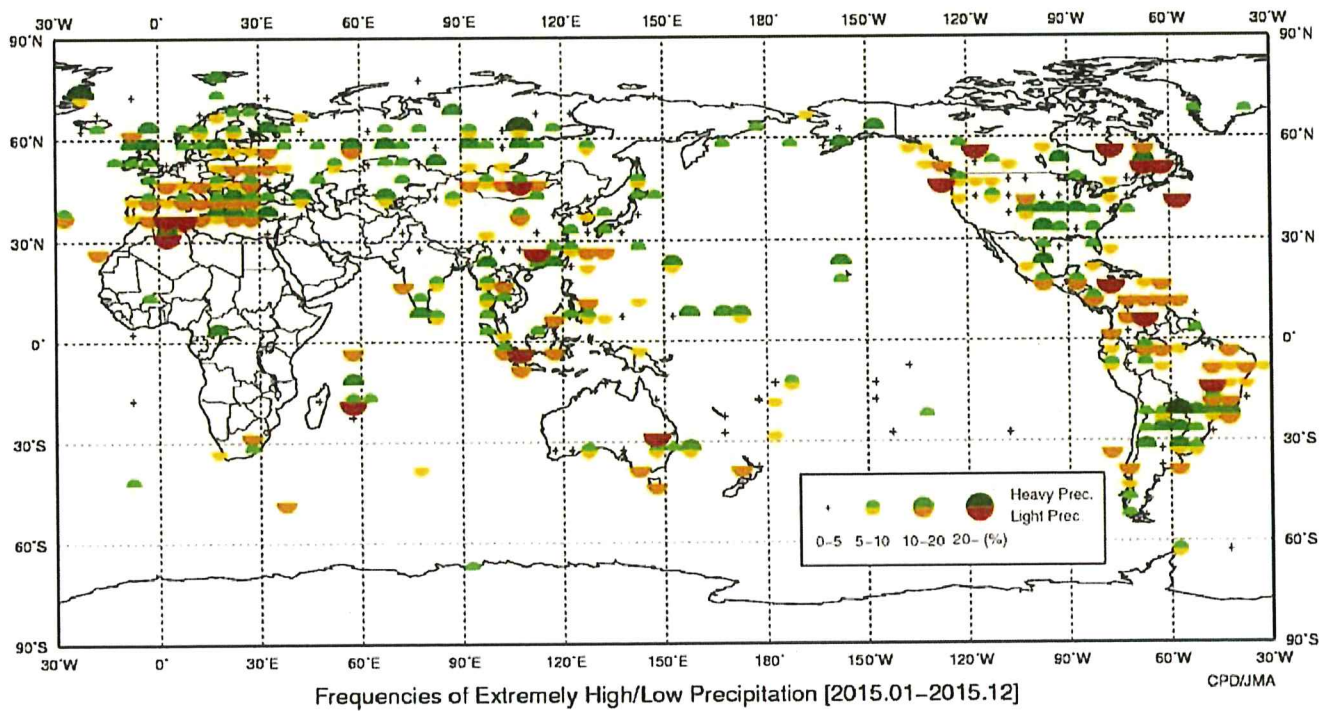 30˚W 0˚ 30˚E 60˚E 90˚E 120˚E 150˚E 180˚ 150˚W 120˚W 90˚W 60˚W 30˚W
90˚N 90˚N
60˚N 60˚N
30˚N 30˚N
0˚ 0˚
30˚S 30˚S
Heavy Prec.
Light Prec
0–5 5–10 10–20 20– (%)
60˚S 60˚S
90˚S 90˚S
30˚W 0˚ 30˚E 60˚E 90˚E 120˚E 150˚E 180˚ 150˚W 120˚W 90˚W 60˚W 30˚W
CPD/JMA
Frequencies of Extremely High/Low Precipitation [2015.01–2015.12]